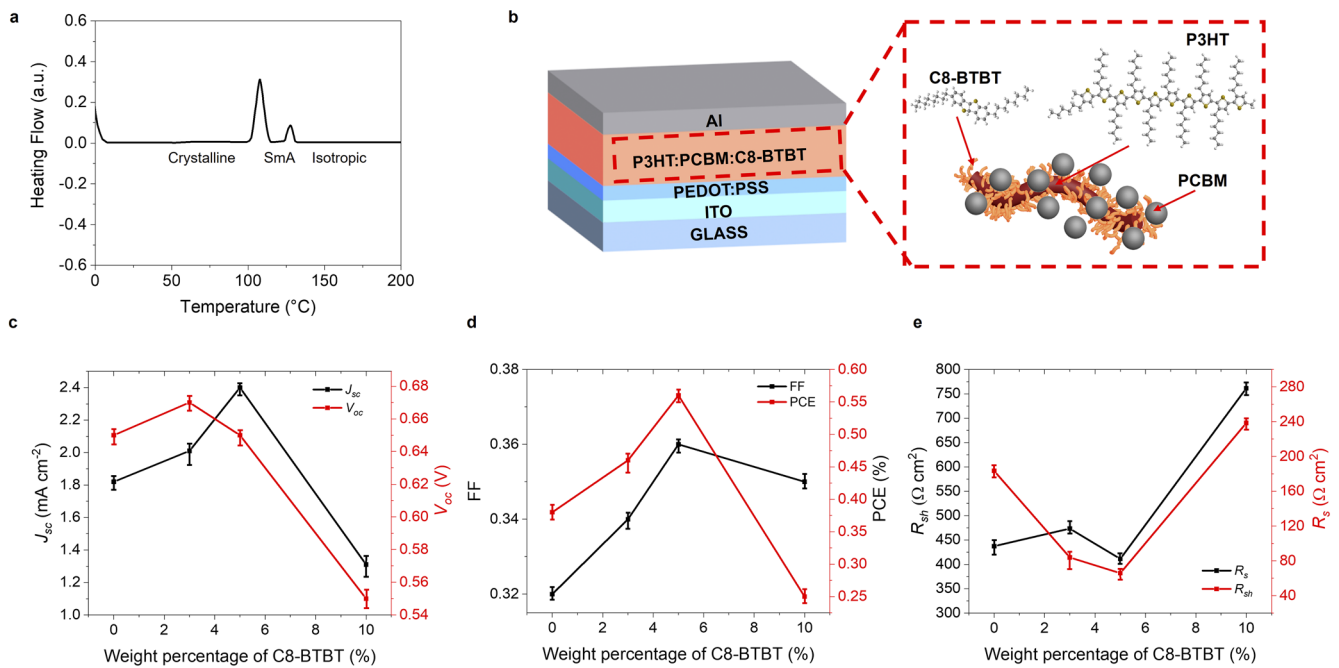 a
0.6
0.4
0.2
0.0
-0.2
-0.4
-0.6
Heating Flow (a.u.)
Crystalline SmA Isotropic
0 50 100 150 200
Temperature (°C)
b
Al
P3HT:PCBM:C8-BTBT
PEDOT:PSS
ITO
GLASS
P3HT
C8-BTBT
PCBM
c
2.4
2.2
2.0
1.8
1.6
1.4
1.2
1.0
Jsc (mA cm-2)
Jsc
Voc
0.68
0.66
0.64
0.62
0.60
0.58
0.56
0.54
Voc (V)
0 2 4 6 8 10
Weight percentage of C8-BTBT (%)
d
0.38
0.36
0.34
0.32
FF
FF
PCE
0.60
0.55
0.50
0.45
0.40
0.35
0.30
0.25
PCE (%)
0 2 4 6 8 10
Weight percentage of C8-BTBT (%)
e
800
750
700
650
600
550
500
450
400
350
300
Rsh (Ω cm2)
Rs
Rsh
280
240
200
160
120
80
40
0
Rs (Ω cm2)
0 2 4 6 8 10
Weight percentage of C8-BTBT (%)